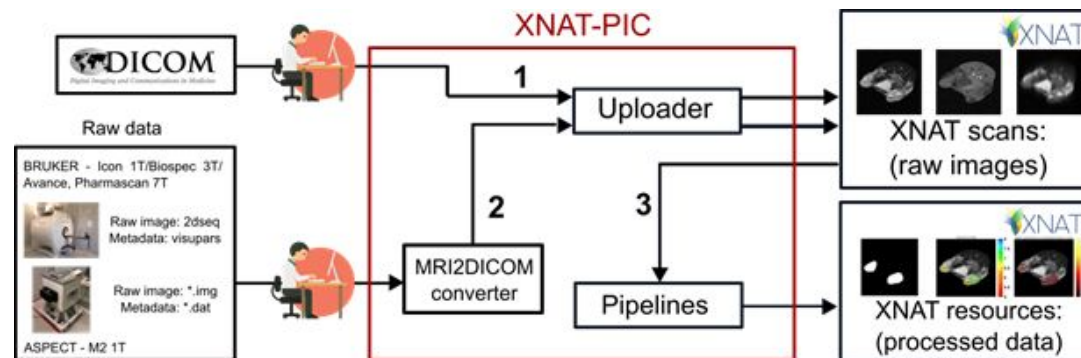 XNAT-PIC
DICOM
Digital Imaging and Communications in Medicine
1
Uploader
XNAT
XNAT scans:
(raw images)
Raw data
BRUKER - Icon 1T/Biospec 3T/
Avance, Pharmascan 7T
Raw image: 2dseq
Metadata: visupars
Raw image: *.img
Metadata: *.dat
ASPECT - M2 1T
2
MRI2DICOM
converter
3
Pipelines
XNAT
XNAT resources:
(processed data)